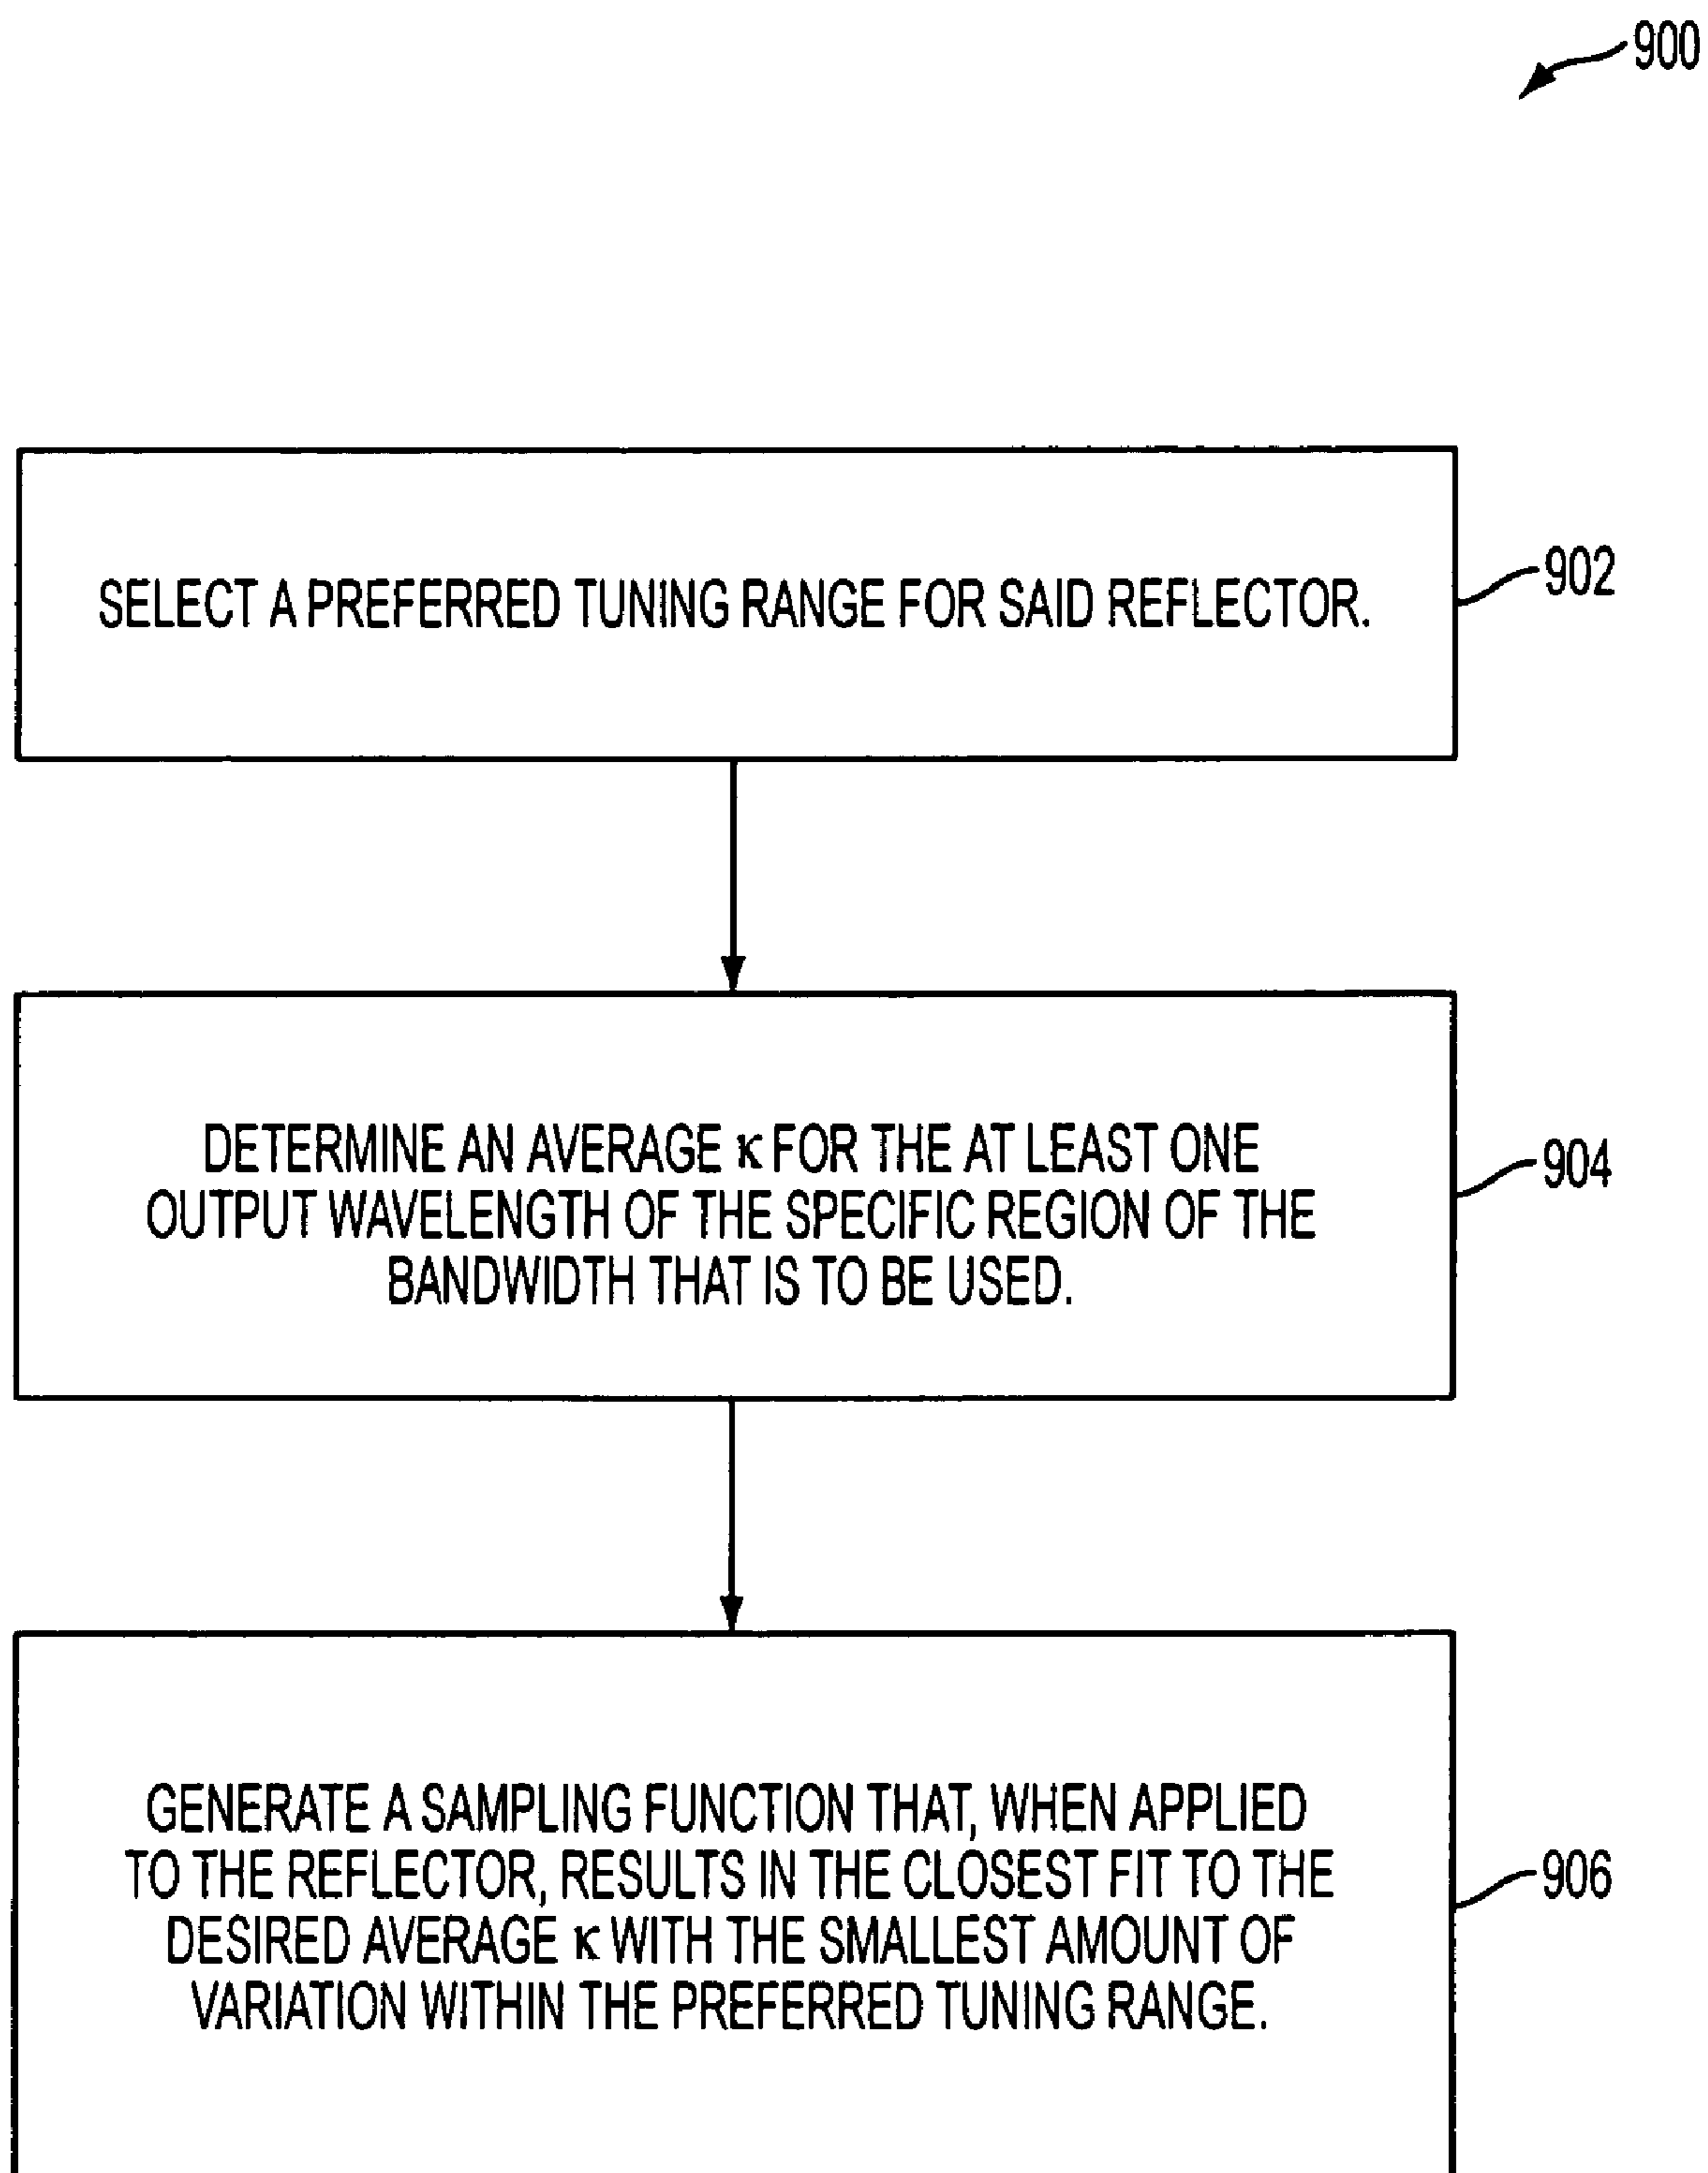 900
SELECT A PREFERRED TUNING RANGE FOR SAID REFLECTOR.
902
DETERMINE AN AVERAGE κ FOR THE AT LEAST ONE
OUTPUT WAVELENGTH OF THE SPECIFIC REGION OF THE
BANDWIDTH THAT IS TO BE USED.
904
GENERATE A SAMPLING FUNCTION THAT, WHEN APPLIED
TO THE REFLECTOR, RESULTS IN THE CLOSEST FIT TO THE
DESIRED AVERAGE κ WITH THE SMALLEST AMOUNT OF
VARIATION WITHIN THE PREFERRED TUNING RANGE.
906